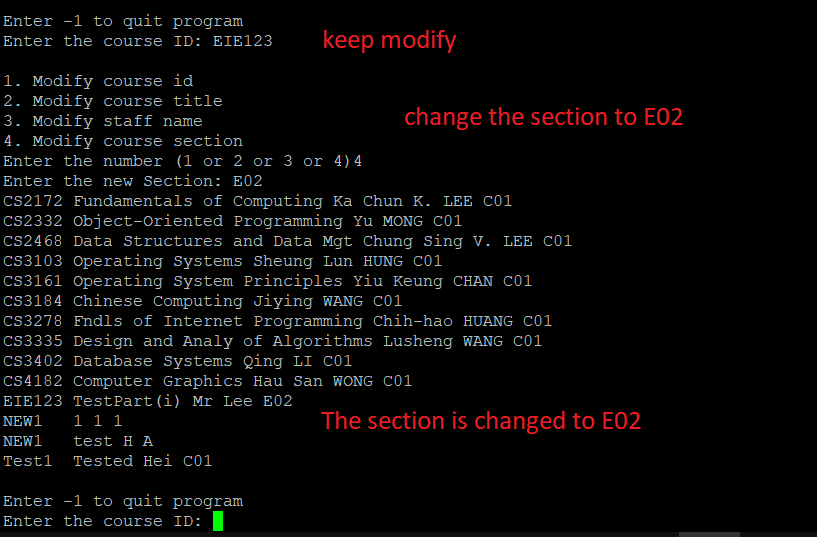 Enter -1 to quit program
Enter the course ID: EIE123
keep modify
1. Modify course id
2. Modify course title
3. Modify staff name
change the section to E02
4. Modify course section
Enter the number (1 or 2 or 3 or 4)4
Enter the new Section: E02
CS2172 Fundamentals of Computing Ka Chun K. LEE C01
CS2332 Object-Oriented Programming Yu MONG C01
CS2468 Data Structures and Data Mgt Chung Sing V. LEE C01
CS3103 Operating Systems Sheung Lun HUNG C01
CS3161 Operating System Principles Yiu Keung CHAN C01
CS3184 Chinese Computing Jiying WANG C01
CS3278 Fndls of Internet Programming Chih-hao HUANG C01
CS3335 Design and Analy of Algorithms Lusheng WANG C01
CS3402 Database Systems Qing LI C01
CS4182 Computer Graphics Hau San WONG C01
EIE123 TestPart(i) Mr Lee E02
NEW1   1 1 1
The section is changed to E02
NEW1   test H A
Test1  Tested Hei C01
Enter -1 to quit program
Enter the course ID: